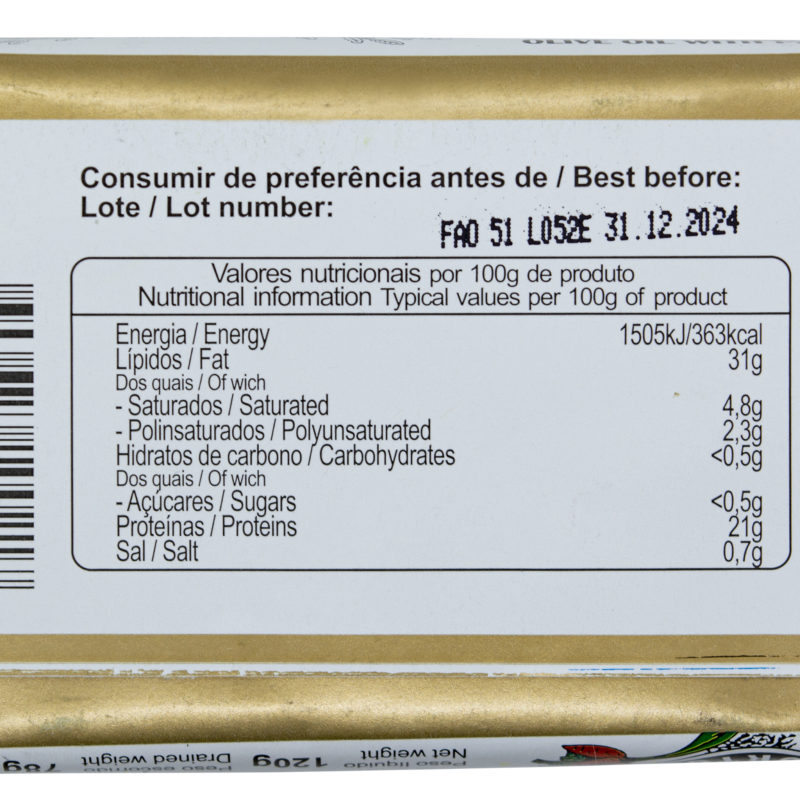 OLIVE OIL WITH
Consumir de preferência antes de / Best before:
Lote / Lot number:
FAO 51 L052E 31.12.2024
Valores nutricionais por 100g de produto
Nutritional information Typical values per 100g of product
Energia / Energy 1505kJ/363kcal
Lípidos / Fat 31g
Dos quais / Of wich
- Saturados / Saturated 4,8g
- Polinsaturados / Polyunsaturated 2,3g
Hidratos de carbono / Carbohydrates <0,5g
Dos quais / Of wich
- Açúcares / Sugars <0,5g
Proteínas / Proteins 21g
Sal / Salt 0,7g
Peso líquido 120g Peso escorrido 78g
Net weight Drained weight